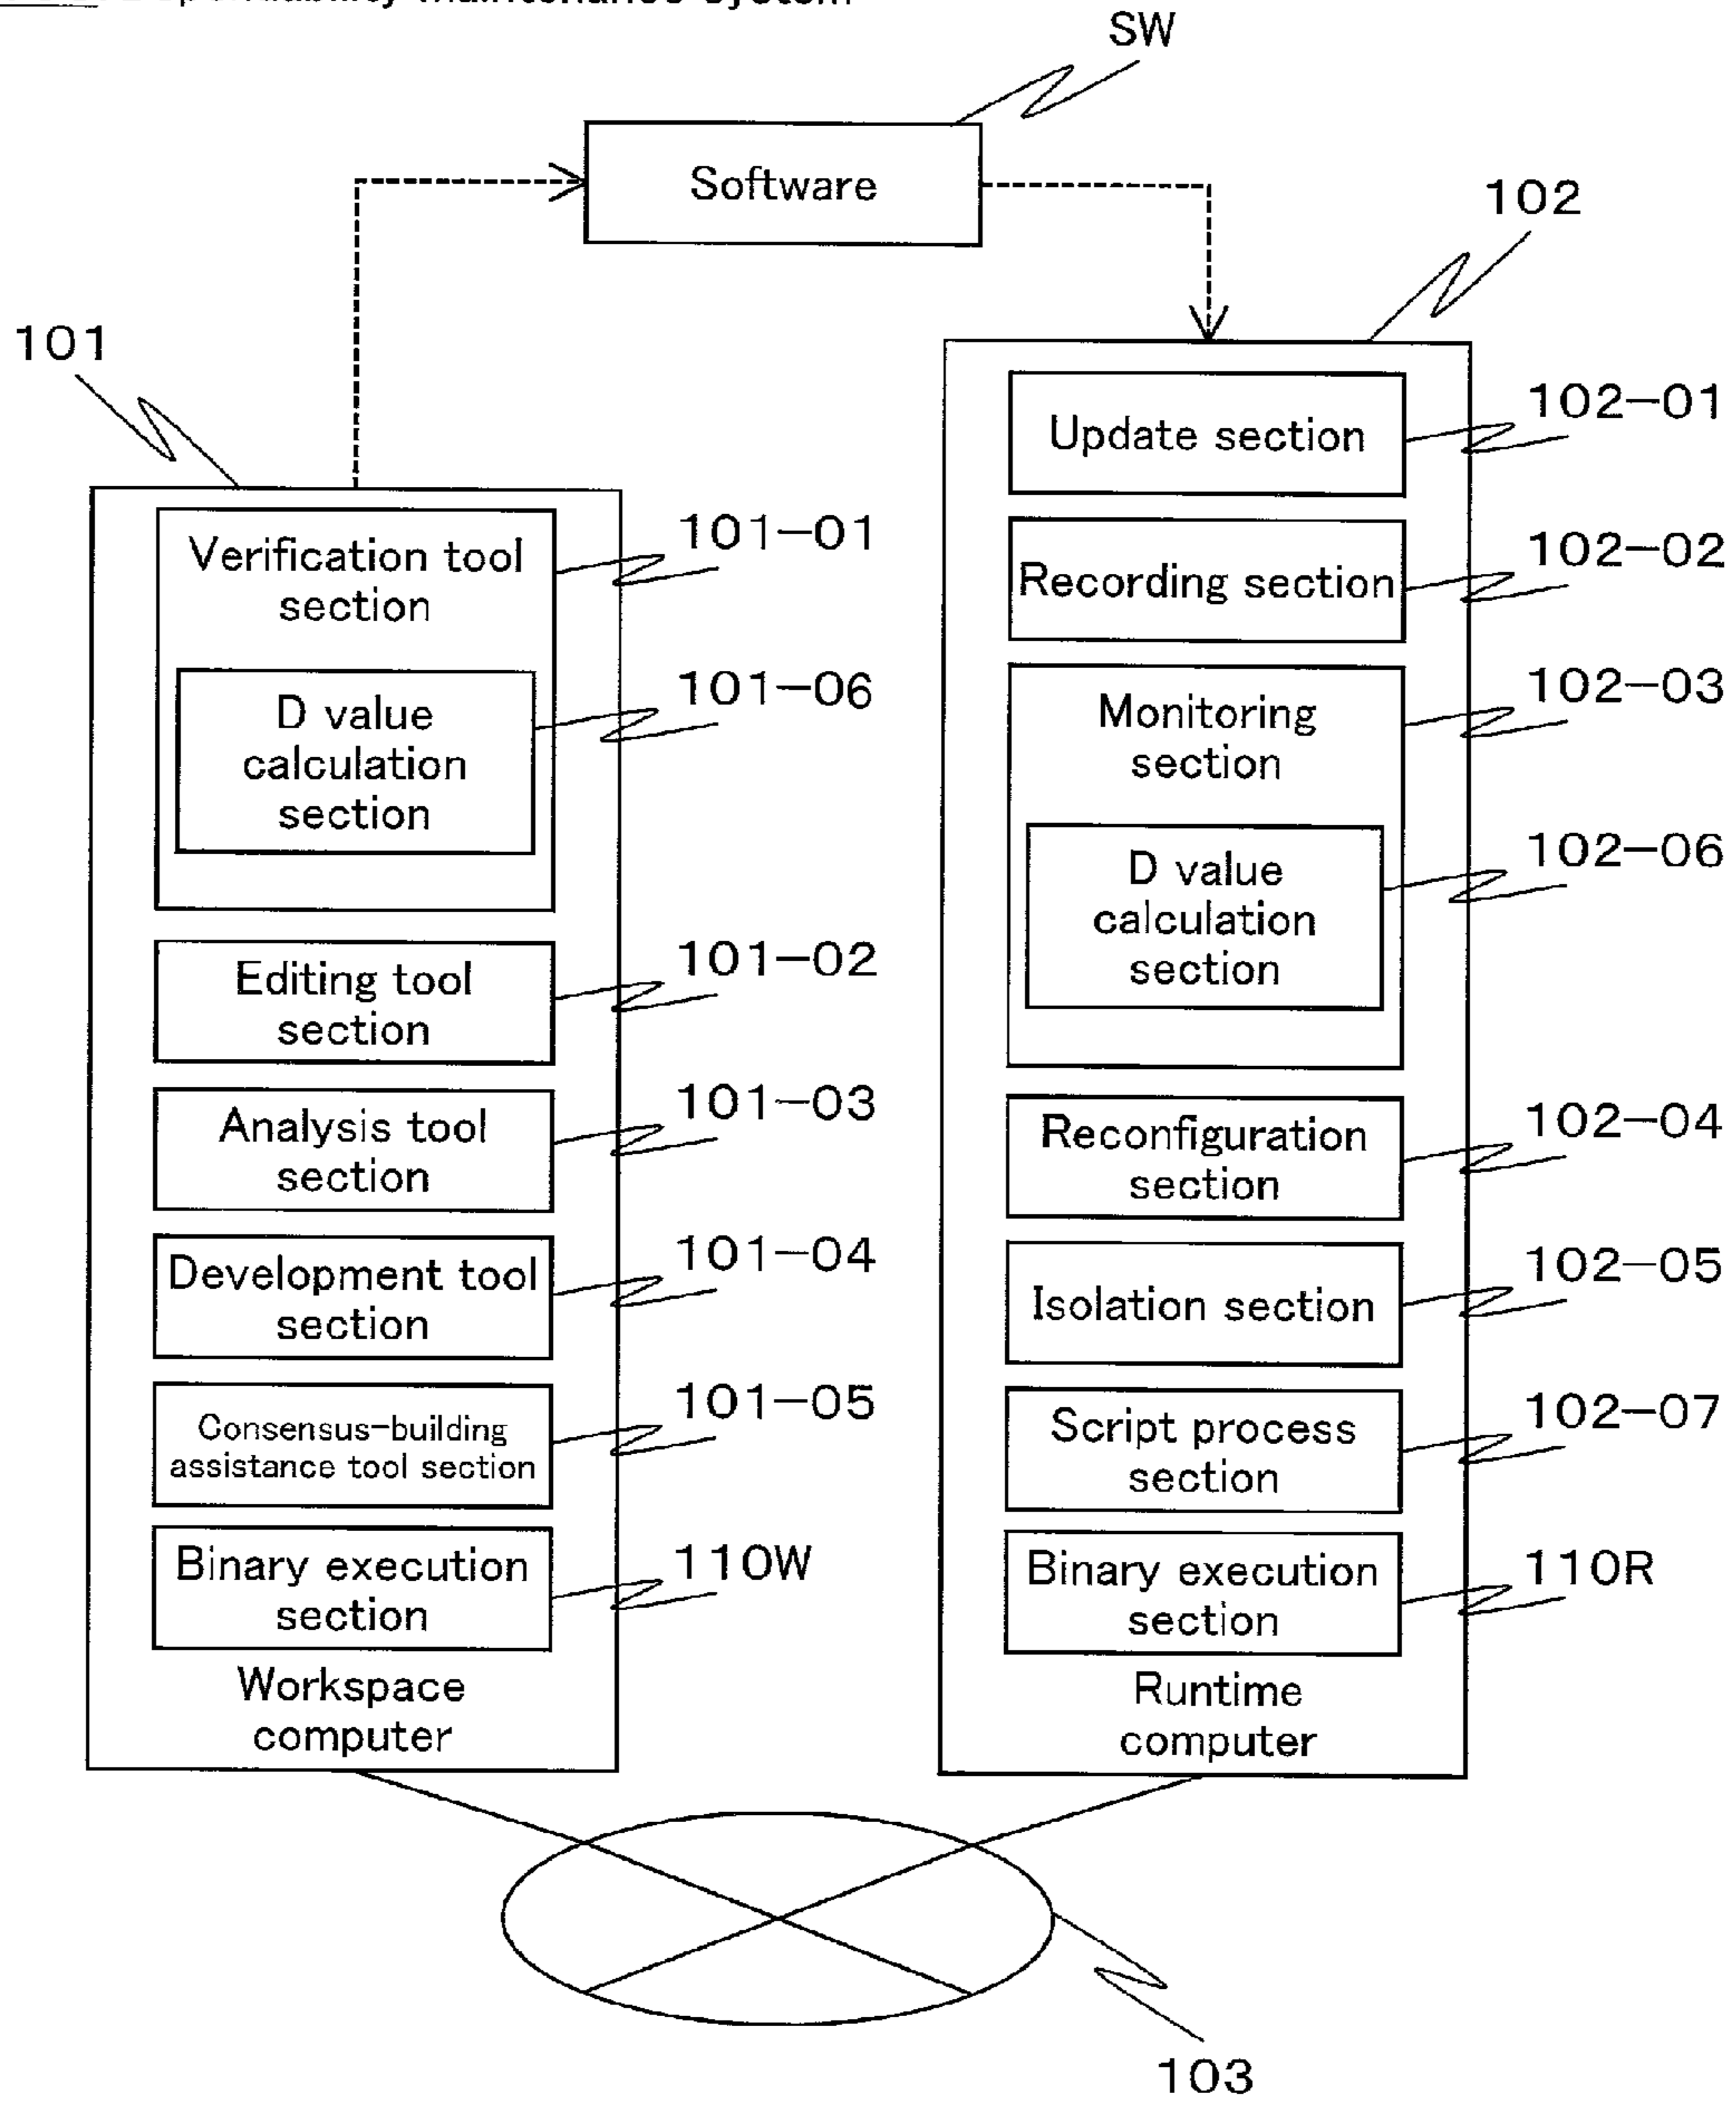 maintenance system
SW
Software
102
101
Update section
102-01
Verification tool
section
101-01
Recording section
102-02
D value
calculation
section
101-06
Monitoring
section
102-03
D value
calculation
section
102-06
Editing tool
section
101-02
Analysis tool
section
101-03
Reconfiguration
section
102-04
Development tool
section
101-04
Isolation section
102-05
Consensus-building
assistance tool section
101-05
Script process
section
102-07
Binary execution
section
110W
Binary execution
section
110R
Workspace
computer
Runtime
computer
103